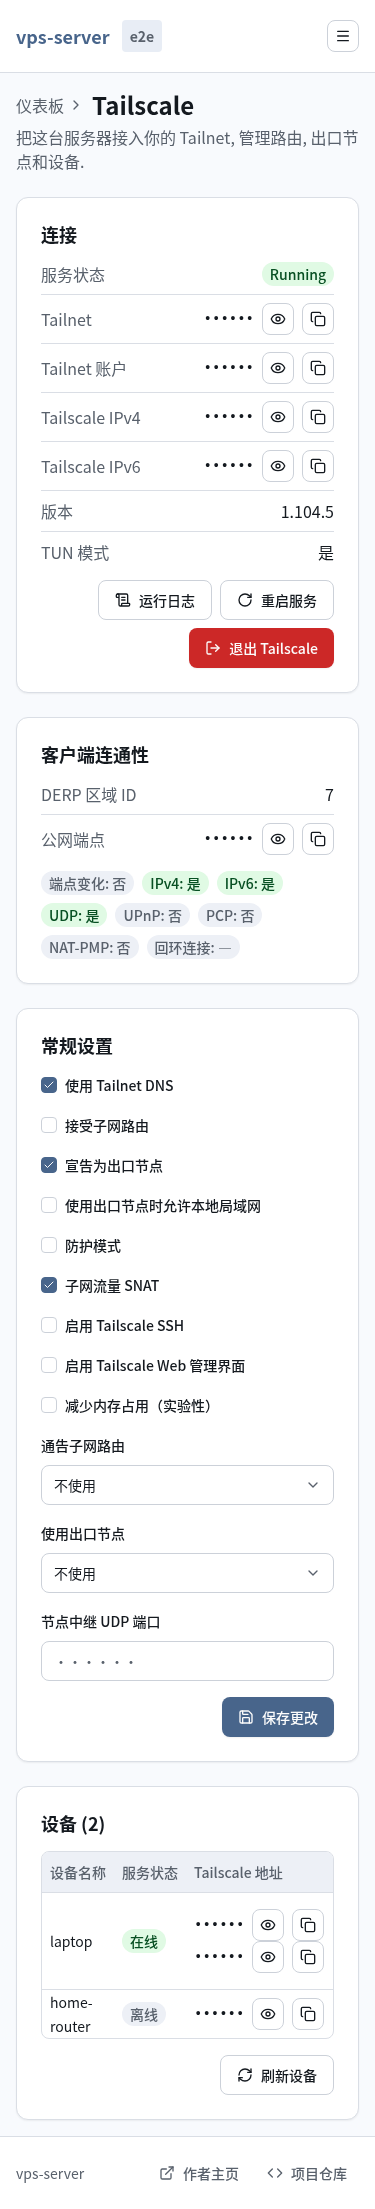 vps-server e2e
仪表板 Tailscale
把这台服务器接入你的 Tailnet, 管理路由, 出口节
点和设备.
连接
服务状态 Running
Tailnet ••••••
Tailnet 账户 ••••••
Tailscale IPv4 ••••••
Tailscale IPv6 ••••••
版本 1.104.5
TUN 模式 是
运行日志 重启服务
退出 Tailscale
客户端连通性
DERP 区域 ID 7
公网端点 ••••••
端点变化: 否 IPv4: 是 IPv6: 是
UDP: 是 UPnP: 否 PCP: 否
NAT-PMP: 否 回环连接: —
常规设置
使用 Tailnet DNS
接受子网路由
宣告为出口节点
使用出口节点时允许本地局域网
防护模式
子网流量 SNAT
启用 Tailscale SSH
启用 Tailscale Web 管理界面
减少内存占用（实验性）
通告子网路由
不使用
使用出口节点
不使用
节点中继 UDP 端口
••••••
保存更改
设备 (2)
设备名称 服务状态 Tailscale 地址
laptop 在线 ••••••
••••••
home-
router 离线 ••••••
刷新设备
vps-server 作者主页 项目仓库